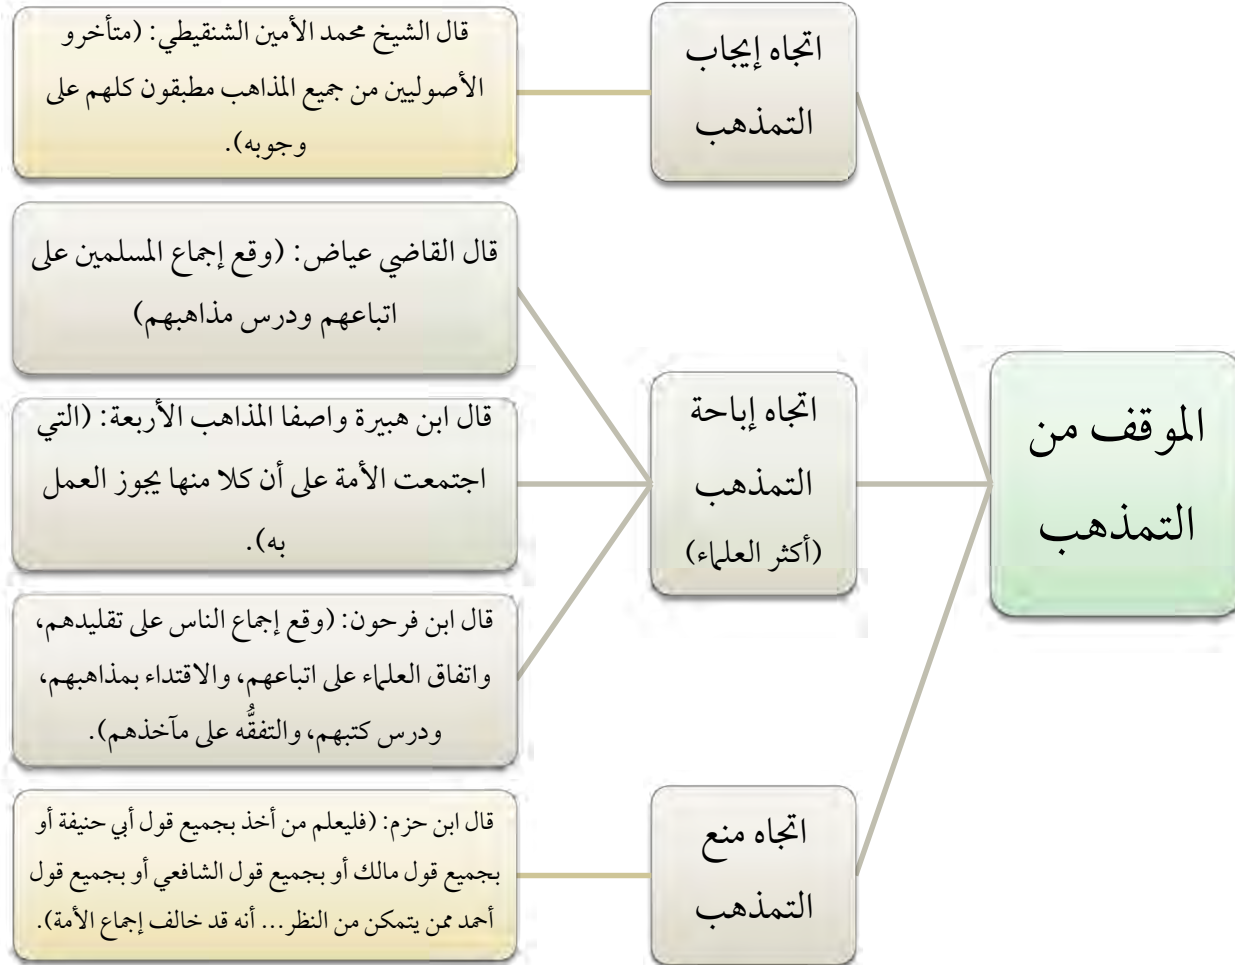 الموقف من
التمذهب
اتجاه إيجاب
التمذهب
قال الشيخ محمد الأمين الشنقيطي: (متأخرو
الأصوليين من جميع المذاهب مطبقون كلهم على
وجوبه).
اتجاه إباحة
التمذهب
(أكثر العلماء)
قال القاضي عياض: (وقع إجماع المسلمين على
اتباعهم ودرس مذاهبهم)
قال ابن هبيرة واصفا المذاهب الأربعة: (التي
اجتمعت الأمة على أن كلا منها يجوز العمل
به).
قال ابن فرحون: (وقع إجماع الناس على تقليدهم،
واتفاق العلماء على اتباعهم، والاقتداء بمذاهبهم،
ودرس كتبهم، والتفقُّه على مآخذهم).
اتجاه منع
التمذهب
قال ابن حزم: (فليعلم من أخذ بجميع قول أبي حنيفة أو
بجميع قول مالك أو بجميع قول الشافعي أو بجميع قول
أحمد ممن يتمكن من النظر... أنه قد خالف إجماع الأمة).